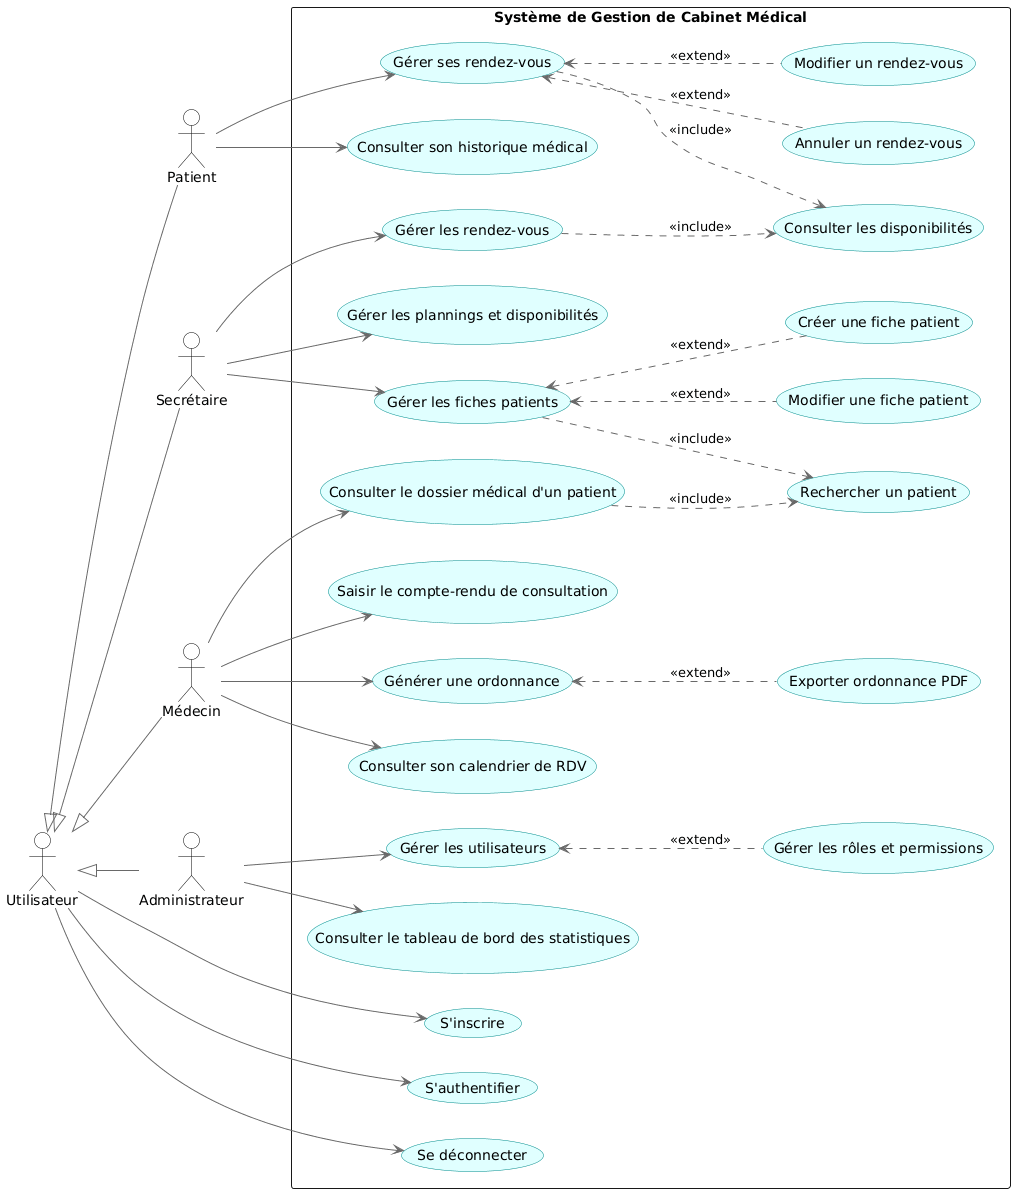 Système de Gestion de Cabinet Médical
Gérer ses rendez-vous
«extend»
Modifier un rendez-vous
«extend»
Annuler un rendez-vous
«include»
Patient
Consulter son historique médical
Gérer les rendez-vous
«include»
Consulter les disponibilités
Gérer les plannings et disponibilités
Créer une fiche patient
«extend»
Secrétaire
Gérer les fiches patients
«extend»
Modifier une fiche patient
«include»
Consulter le dossier médical d'un patient
«include»
Rechercher un patient
Saisir le compte-rendu de consultation
Médecin
Générer une ordonnance
«extend»
Exporter ordonnance PDF
Consulter son calendrier de RDV
Gérer les utilisateurs
«extend»
Gérer les rôles et permissions
Utilisateur
Administrateur
Consulter le tableau de bord des statistiques
S'inscrire
S'authentifier
Se déconnecter